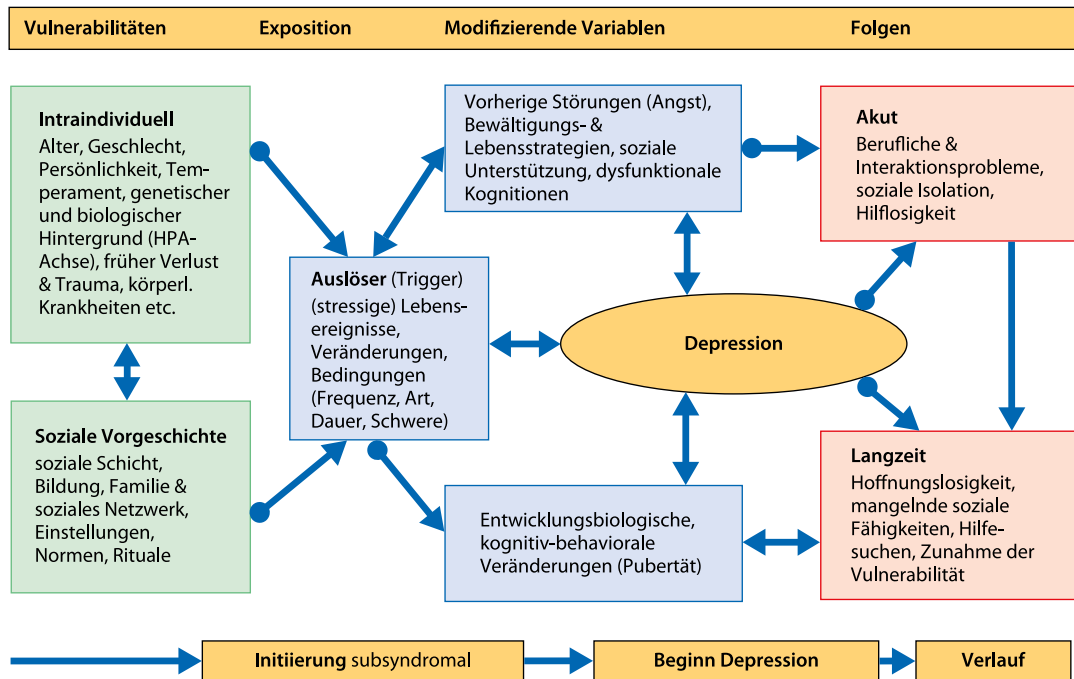 Vulnerabilitäten Exposition Modifizierende Variablen Folgen
Intraindividuell
Alter, Geschlecht,
Persönlichkeit, Tem-
perament, genetischer
und biologischer
Hintergrund (HPA-
Achse), früher Verlust
& Trauma, körperl.
Krankheiten etc.
Soziale Vorgeschichte
soziale Schicht,
Bildung, Familie &
soziales Netzwerk,
Einstellungen,
Normen, Rituale
Auslöser (Trigger)
(stressige) Lebens-
ereignisse,
Veränderungen,
Bedingungen
(Frequenz, Art,
Dauer, Schwere)
Vorherige Störungen (Angst),
Bewältigungs- &
Lebensstrategien, soziale
Unterstützung, dysfunktionale
Kognitionen
Depression
Entwicklungsbiologische,
kognitiv-behaviorale
Veränderungen (Pubertät)
Akut
Berufliche &
Interaktionsprobleme,
soziale Isolation,
Hilflosigkeit
Langzeit
Hoffnungslosigkeit,
mangelnde soziale
Fähigkeiten, Hilfe-
suchen, Zunahme der
Vulnerabilität
Initiierung subsyndromal Beginn Depression Verlauf